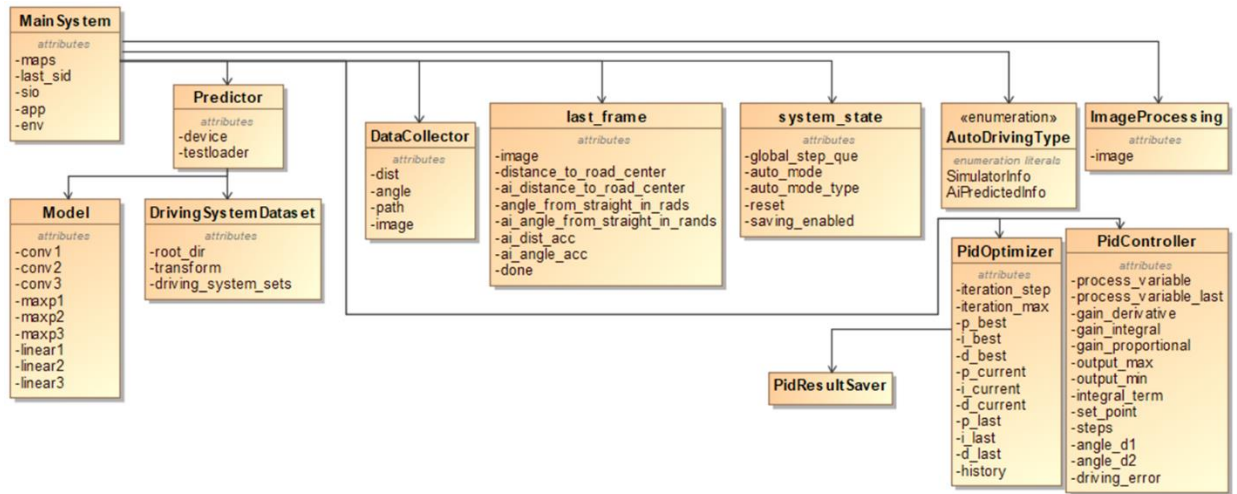 MainSystem
attributes
-maps
-last_sid
-sio
-app
-env
Predictor
attributes
-device
-testloader
Model
attributes
-conv1
-conv2
-conv3
-maxp1
-maxp2
-maxp3
-linear1
-linear2
-linear3
DrivingSystemDataset
attributes
-root_dir
-transform
-driving_system_sets
DataCollector
attributes
-dist
-angle
-path
-image
last_frame
attributes
-image
-distance_to_road_center
-ai_distance_to_road_center
-angle_from_straight_in_rads
-ai_angle_from_straight_in_rands
-ai_dist_acc
-ai_angle_acc
-done
system_state
attributes
-global_step_que
-auto_mode
-auto_mode_type
-reset
-saving_enabled
«enumeration»
AutoDrivingType
enumeration literals
SimulatorInfo
AiPredictedInfo
ImageProcessing
attributes
-image
PidResultSaver
PidOptimizer
attributes
-iteration_step
-iteration_max
-p_best
-i_best
-d_best
-p_current
-i_current
-d_current
-p_last
-i_last
-d_last
-history
PidController
attributes
-process_variable
-process_variable_last
-gain_derivative
-gain_integral
-gain_proportional
-output_max
-output_min
-integral_term
-set_point
-steps
-angle_d1
-angle_d2
-driving_error